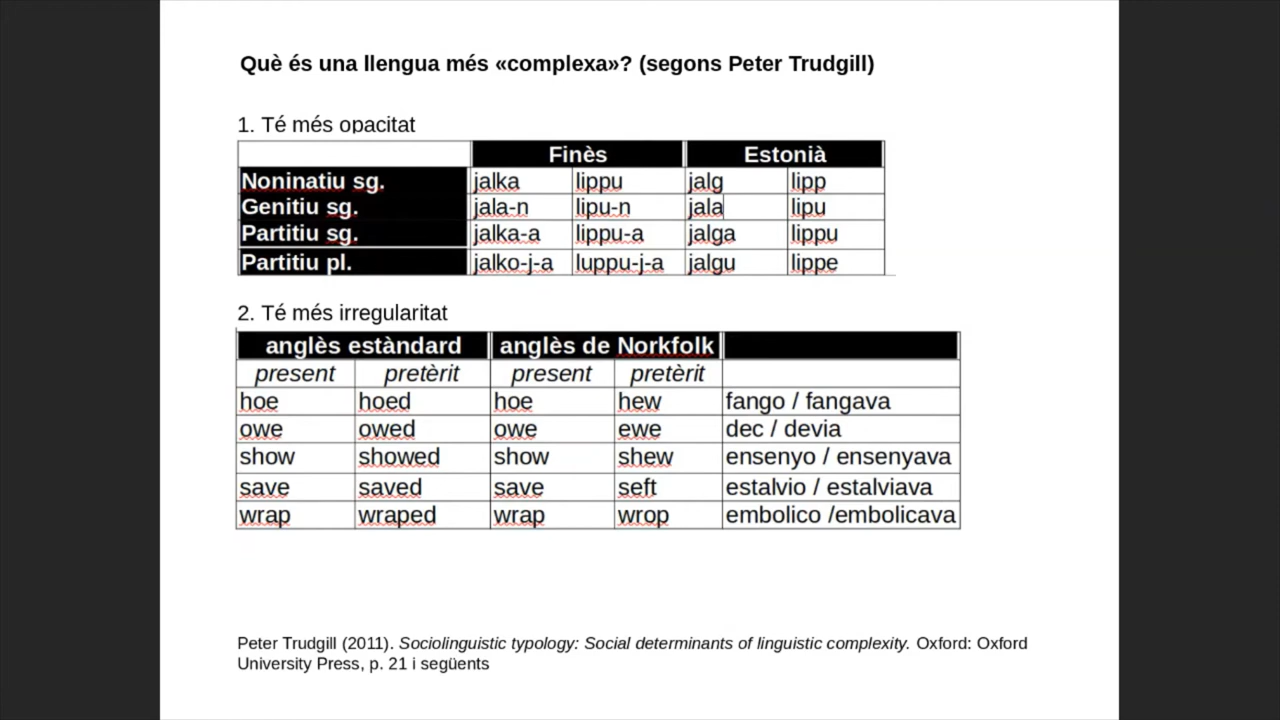 Què és una llengua més «complexa»? (segons Peter Trudgill)
1. Té més opacitat
Finès Estonià
Noninatiu sg. jalka lippu jalg lipp
Genitiu sg. jala-n lipu-n jala lipu
Partitiu sg. jalka-a lippu-a jalga lippu
Partitiu pl. jalko-j-a luppu-j-a jalgu lippe
2. Té més irregularitat
anglès estàndard anglès de Norkfolk
present pretèrit present pretèrit
hoe hoed hoe hew fango / fangava
owe owed owe ewe dec / devia
show showed show shew ensenyo / ensenyava
save saved save seft estalvio / estalviava
wrap wraped wrap wrop embolico /embolicava
Peter Trudgill (2011). Sociolinguistic typology: Social determinants of linguistic complexity. Oxford: Oxford
University Press, p. 21 i següents